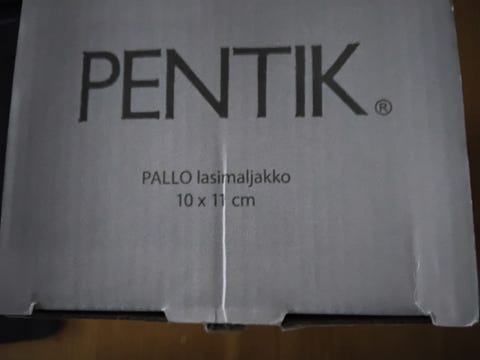 PENTIK®
PALLO lasimaljakko
10 x 11 cm